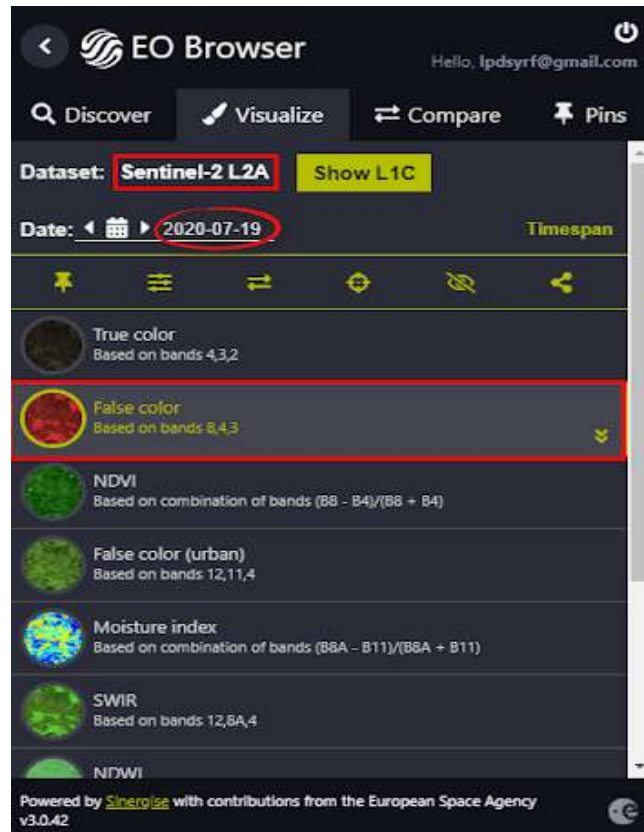 EO Browser
Hello, lpdsyrf@gmail.com
Discover Visualize Compare Pins
Dataset: Sentinel-2 L2A Show L1C
Date: 2020-07-19 Timespan
True color
Based on bands 4,3,2
False color
Based on bands 8,4,3
NDVI
Based on combination of bands (B8 - B4)/(B8 + B4)
False color (urban)
Based on bands 12,11,4
Moisture index
Based on combination of bands (B8A - B11)/(B8A + B11)
SWIR
Based on bands 12,8A,4
NDWI
Powered by Sinergise with contributions from the European Space Agency
v3.0.42